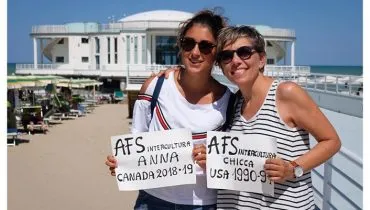 AFS INTERCULTURA
ANNA
CANADA 2018-19
AFS INTERCULTURA
CHICCA
USA 1990-91